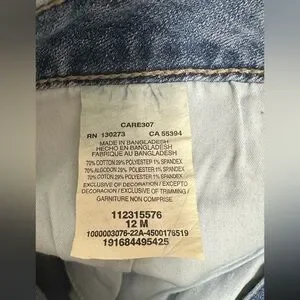 CARE307
RN 130273 CA 55394
MADE IN BANGLADESH
HECHO EN BANGLADESH
FABRIQUE AU BANGLADESH
70% COTTON 29% POLYESTER 1% SPANDEX
70% ALGODON 29% POLYESTER 1% SPANDEX
70% COTON 29% POLYESTER 1% SPANDEX
EXCLUSIVE OF DECORATION / EXCEPTO
DECORACION / EXCLUSIVE OF TRIMMING /
GARNITURE NON COMPRISE
112315576
12 M
1000003076-22A-4500176519
191684495425